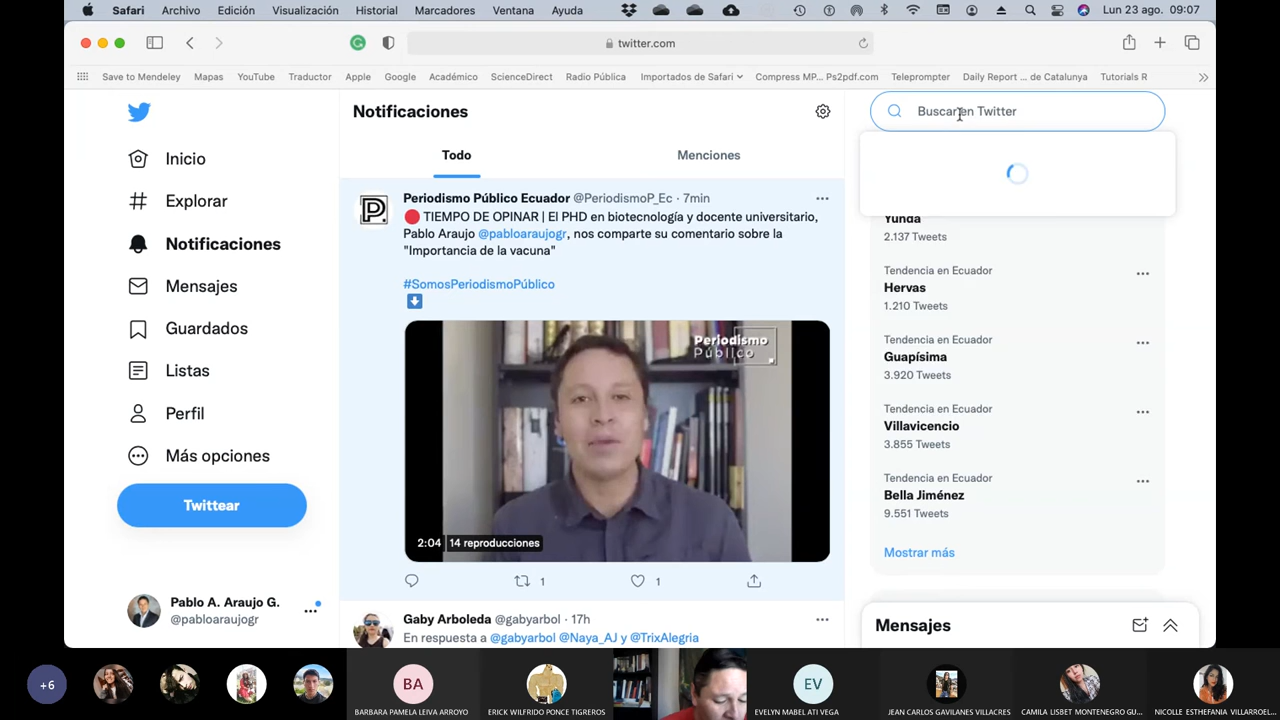 Safari Archivo Edición Visualización Historial Marcadores Ventana Ayuda Lun 23 ago. 09:07
twitter.com
Save to Mendeley Mapas YouTube Traductor Apple Google Académico ScienceDirect Radio Pública Importados de Safari Compress MP... Ps2pdf.com Teleprompter Daily Report ... de Catalunya Tutorials R
Inicio
Explorar
Notificaciones
Mensajes
Guardados
Perfil
Más opciones
Twittear
Pablo A. Araujo G.
@pabloaraujogr
Notificaciones
Todo Menciones
Periodismo Público Ecuador @PeriodismoP_Ec · 7min
TIEMPO DE OPINAR | El PHD en biotecnología y docente universitario,
Pablo Araujo @pabloaraujogr, nos comparte su comentario sobre la
"Importancia de la vacuna"
#SomosPeriodismoPúblico
Periodismo
Público
2:04 14 reproducciones
1 1
Gaby Arboleda @gabyarbol · 17h
En respuesta a @gabyarbol @Naya_AJ y @TrixAlegria
Buscar en Twitter
Yunda
2.137 Tweets
Tendencia en Ecuador
Hervas
1.210 Tweets
Tendencia en Ecuador
Guapísima
3.920 Tweets
Tendencia en Ecuador
Villavicencio
3.855 Tweets
Tendencia en Ecuador
Bella Jiménez
9.551 Tweets
Mostrar más
Mensajes
+6 BA EV
BARBARA PAMELA LEIVA ARROYO ERICK WILFRIDO PONCE TIGREROS EVELYN MABEL ATI VEGA JEAN CARLOS GAVILANES VILLACRES CAMILA LISBET MONTENEGRO GU... NICOLE ESTHEFANIA VILLARROEL...